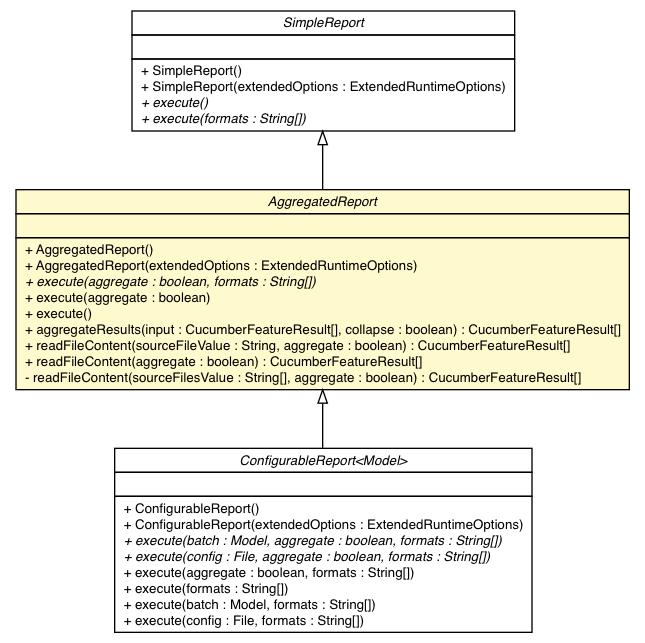 SimpleReport
+ SimpleReport()
+ SimpleReport(extendedOptions : ExtendedRuntimeOptions)
+ execute()
+ execute(formats : String[])
AggregatedReport
+ AggregatedReport()
+ AggregatedReport(extendedOptions : ExtendedRuntimeOptions)
+ execute(aggregate : boolean, formats : String[])
+ execute(aggregate : boolean)
+ execute()
+ aggregateResults(input : CucumberFeatureResult[], collapse : boolean) : CucumberFeatureResult[]
+ readFileContent(sourceFileValue : String, aggregate : boolean) : CucumberFeatureResult[]
+ readFileContent(aggregate : boolean) : CucumberFeatureResult[]
- readFileContent(sourceFilesValue : String[], aggregate : boolean) : CucumberFeatureResult[]
ConfigurableReport<Model>
+ ConfigurableReport()
+ ConfigurableReport(extendedOptions : ExtendedRuntimeOptions)
+ execute(batch : Model, aggregate : boolean, formats : String[])
+ execute(config : File, aggregate : boolean, formats : String[])
+ execute(aggregate : boolean, formats : String[])
+ execute(formats : String[])
+ execute(batch : Model, formats : String[])
+ execute(config : File, formats : String[])